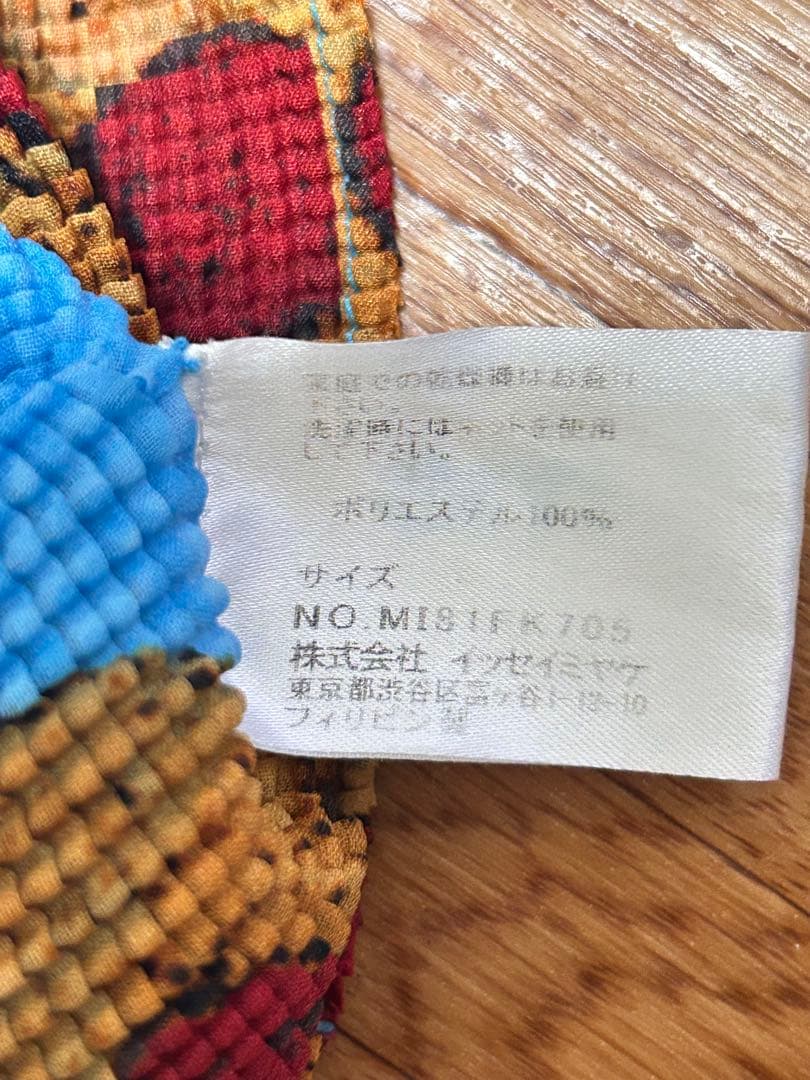 家庭での乾燥機はお避け
下さい。
洗濯時にはネットを使用
して下さい。
ポリエステル100%
サイズ
NO.MI81FK705
株式会社 イッセイミヤケ
東京都渋谷区富ヶ谷1-12-10
フィリピン製